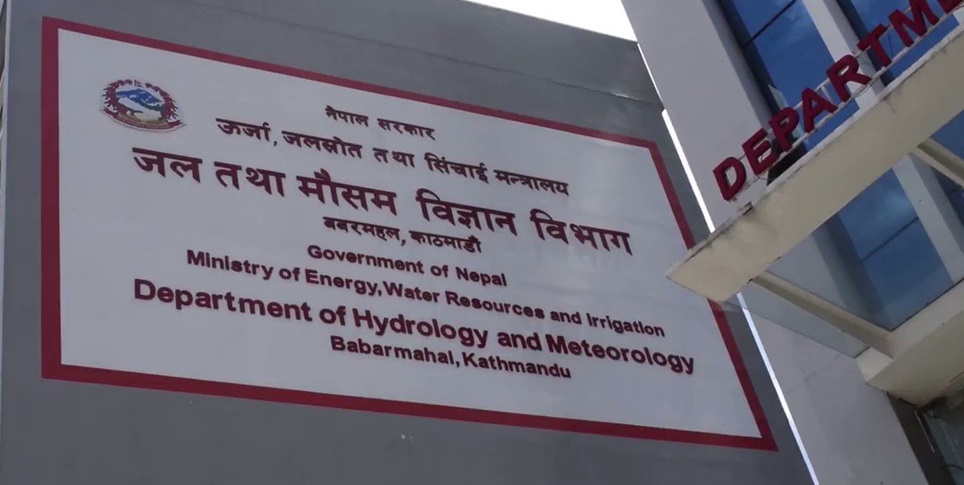 नेपाल सरकार
ऊर्जा, जलस्रोत तथा सिंचाई मन्त्रालय
जल तथा मौसम विज्ञान विभाग
बबरमहल, काठमाडौं
Government of Nepal
Ministry of Energy, Water Resources and Irrigation
Department of Hydrology and Meteorology
Babarmahal, Kathmandu
DEPARTME